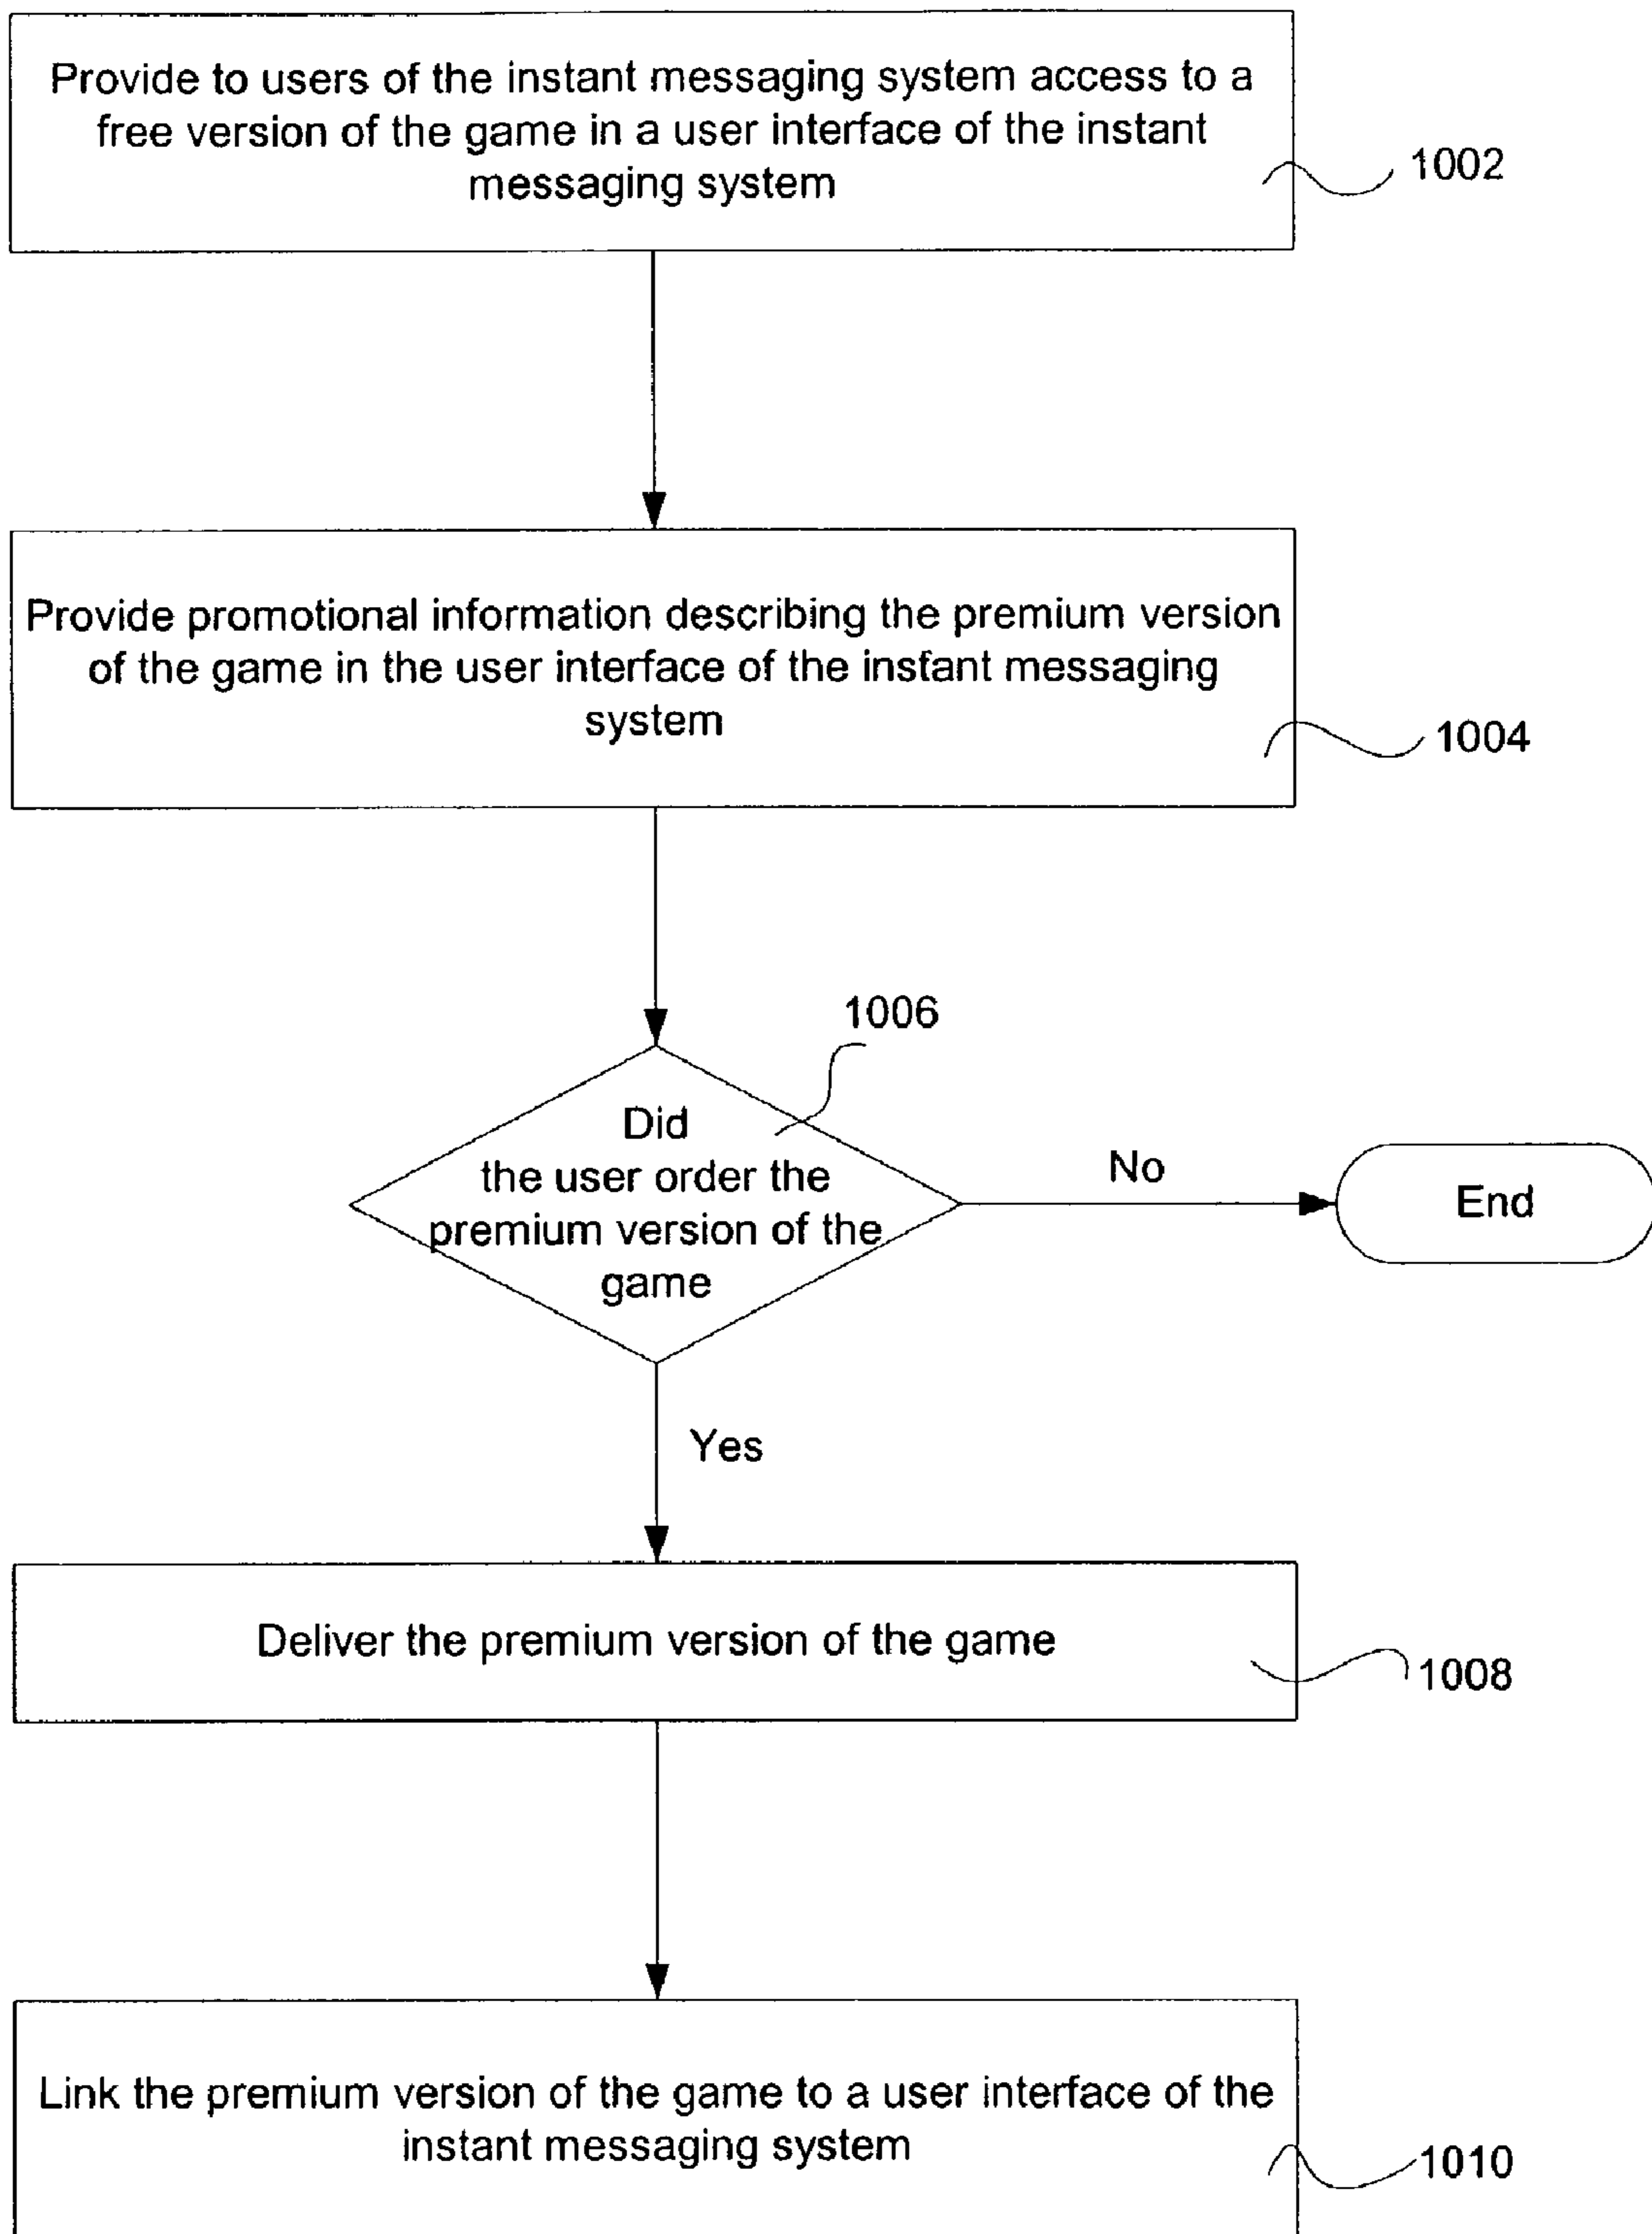 Provide to users of the instant messaging system access to a
free version of the game in a user interface of the instant
messaging system
1002
Provide promotional information describing the premium version
of the game in the user interface of the instant messaging
system
1004
1006
Did
the user order the
premium version of the
game
No
End
Yes
Deliver the premium version of the game
1008
Link the premium version of the game to a user interface of the
instant messaging system
1010